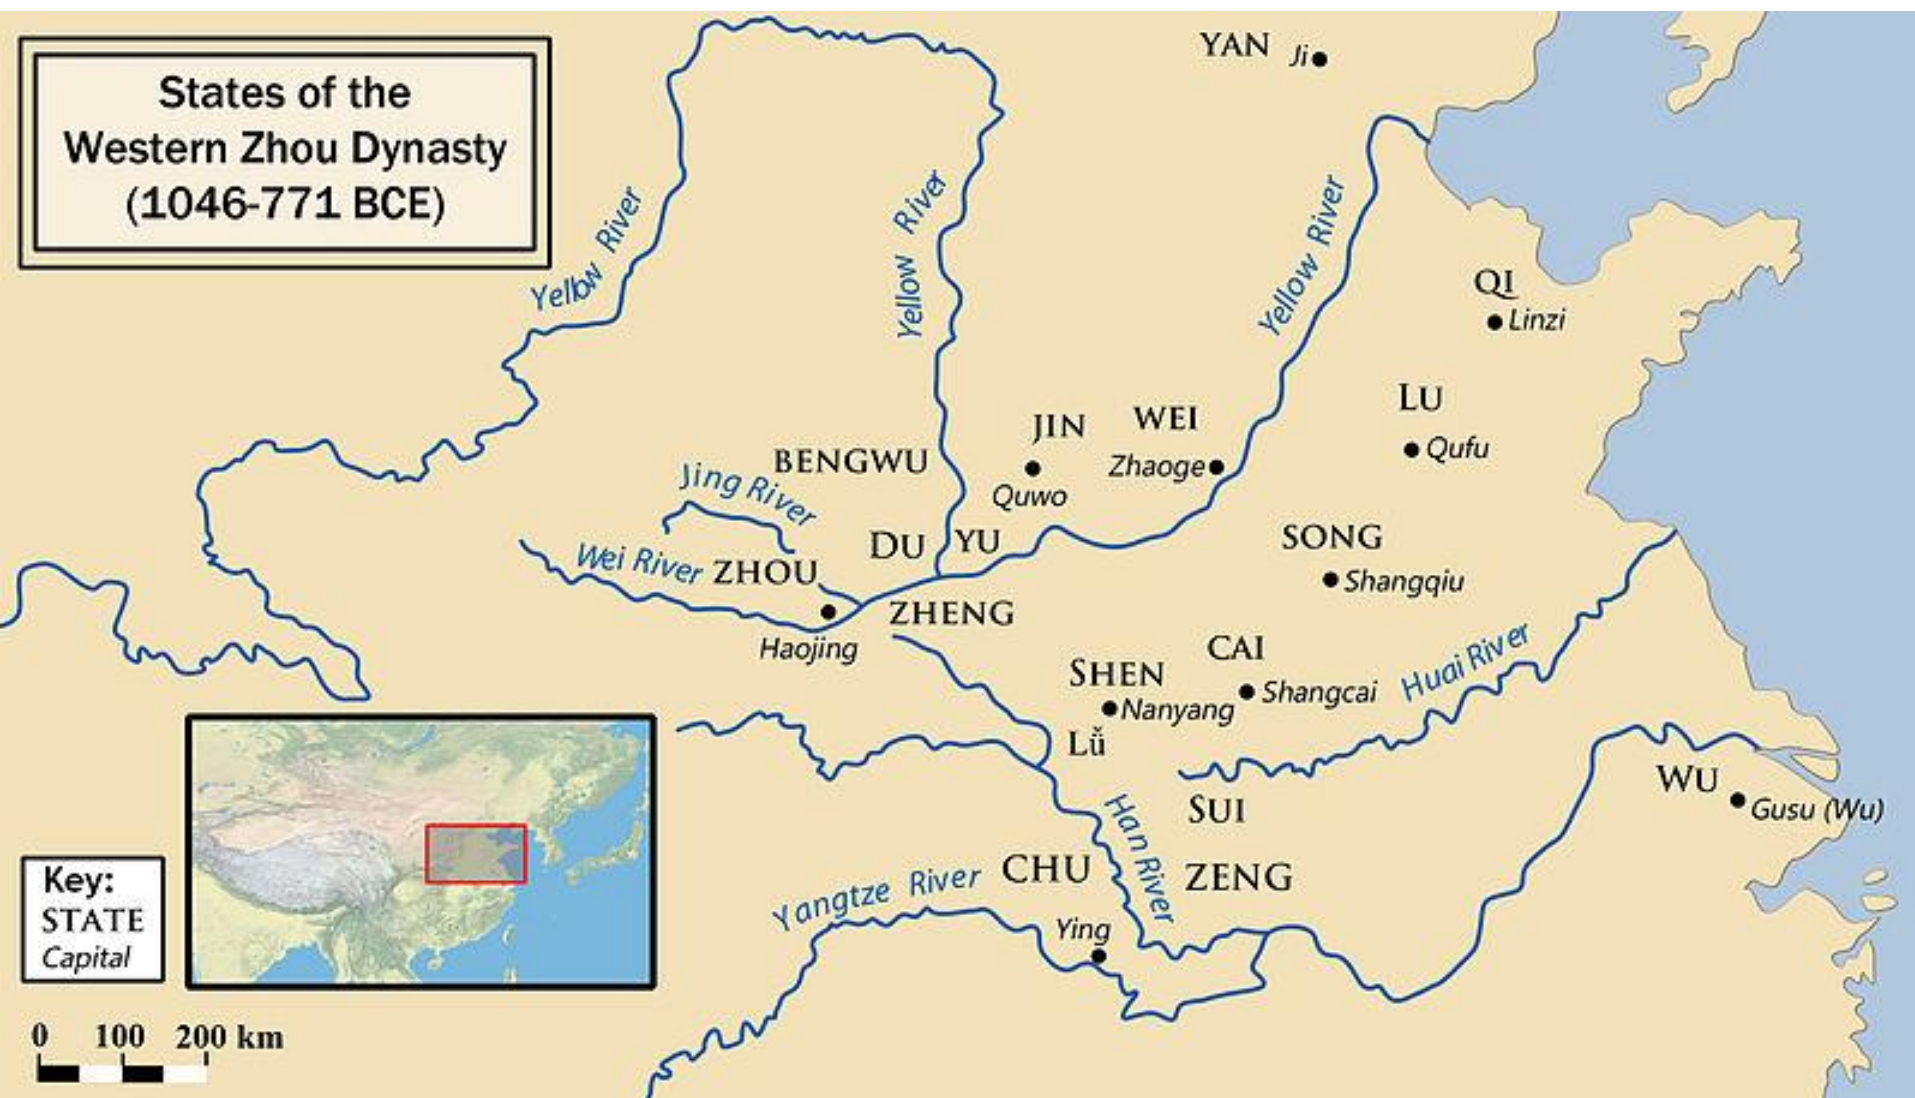 States of the
Western Zhou Dynasty
(1046-771 BCE)
YAN
Ji
Yellow River
Yellow River
Yellow River
QI
Linzi
LU
Qufu
JIN
Quwo
WEI
Zhaoge
BENGWU
Jing River
DU
YU
SONG
Shangqiu
Wei River
ZHOU
Haojing
ZHENG
CAI
Shangcai
SHEN
Nanyang
Huai River
Lǚ
WU
Gusu (Wu)
SUI
Han River
CHU
ZENG
Yangtze River
Ying
Key:
STATE
Capital
0 100 200 km